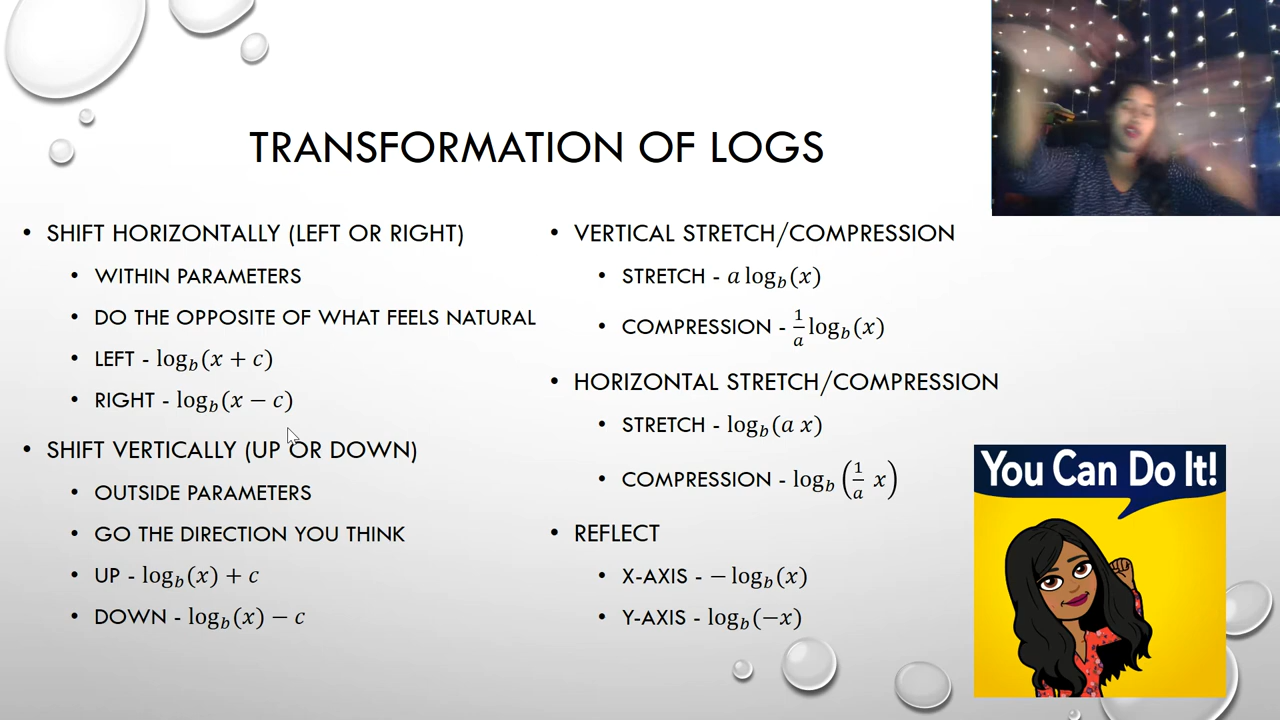 TRANSFORMATION OF LOGS
• SHIFT HORIZONTALLY (LEFT OR RIGHT)
• WITHIN PARAMETERS
• DO THE OPPOSITE OF WHAT FEELS NATURAL
• LEFT - log_b(x + c)
• RIGHT - log_b(x − c)
• SHIFT VERTICALLY (UP OR DOWN)
• OUTSIDE PARAMETERS
• GO THE DIRECTION YOU THINK
• UP - log_b(x) + c
• DOWN - log_b(x) − c
• VERTICAL STRETCH/COMPRESSION
• STRETCH - a log_b(x)
• COMPRESSION - 1/a log_b(x)
• HORIZONTAL STRETCH/COMPRESSION
• STRETCH - log_b(a x)
• COMPRESSION - log_b(1/a x)
• REFLECT
• X-AXIS - − log_b(x)
• Y-AXIS - log_b(−x)
You Can Do It!